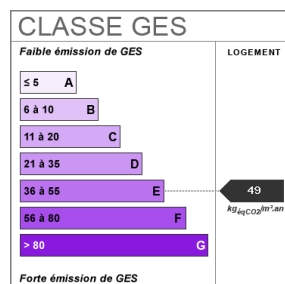 CLASSE GES
Faible émission de GES
LOGEMENT
≤ 5 A
6 à 10 B
11 à 20 C
21 à 35 D
36 à 55 E
49
kgéqCO2/m².an
56 à 80 F
> 80 G
Forte émission de GES